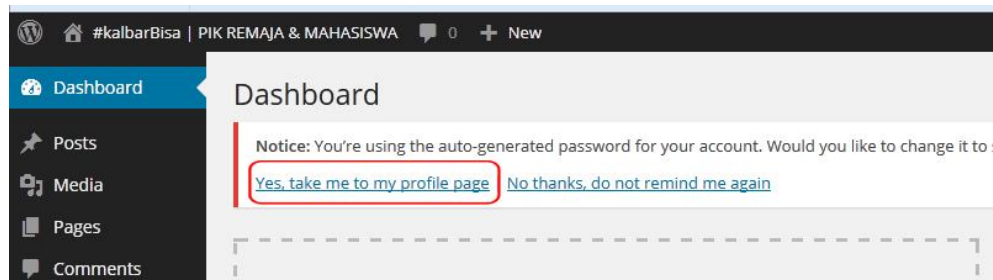 #kalbarBisa | PIK REMAJA & MAHASISWA 0 + New
Dashboard
Dashboard
Posts
Notice: You're using the auto-generated password for your account. Would you like to change it to
Media
Yes, take me to my profile page No thanks, do not remind me again
Pages
Comments